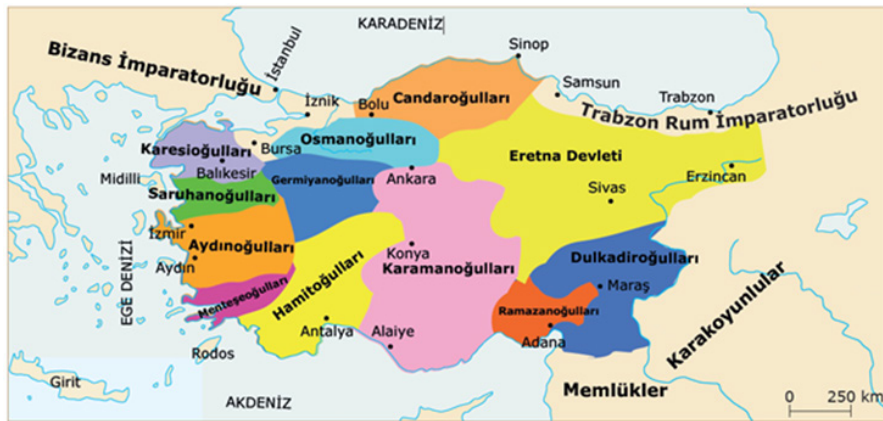 KARADENİZ
Bizans İmparatorluğu
İstanbul
Sinop
İznik
Bolu
Candaroğulları
Samsun
Trabzon
Trabzon Rum İmparatorluğu
Karesioğulları
Bursa
Osmanoğulları
Eretna Devleti
Balıkesir
Midilli
Germiyanoğulları
Ankara
Erzincan
Saruhanoğulları
Sivas
İzmir
Aydınoğulları
Aydın
EGE DENİZİ
Hamitoğulları
Konya
Karamanoğulları
Dulkadiroğulları
Maraş
Menteşeoğulları
Ramazanoğulları
Karakoyunlular
Antalya
Alaiye
Adana
Rodos
Girit
AKDENİZ
Memlükler
0 250 km